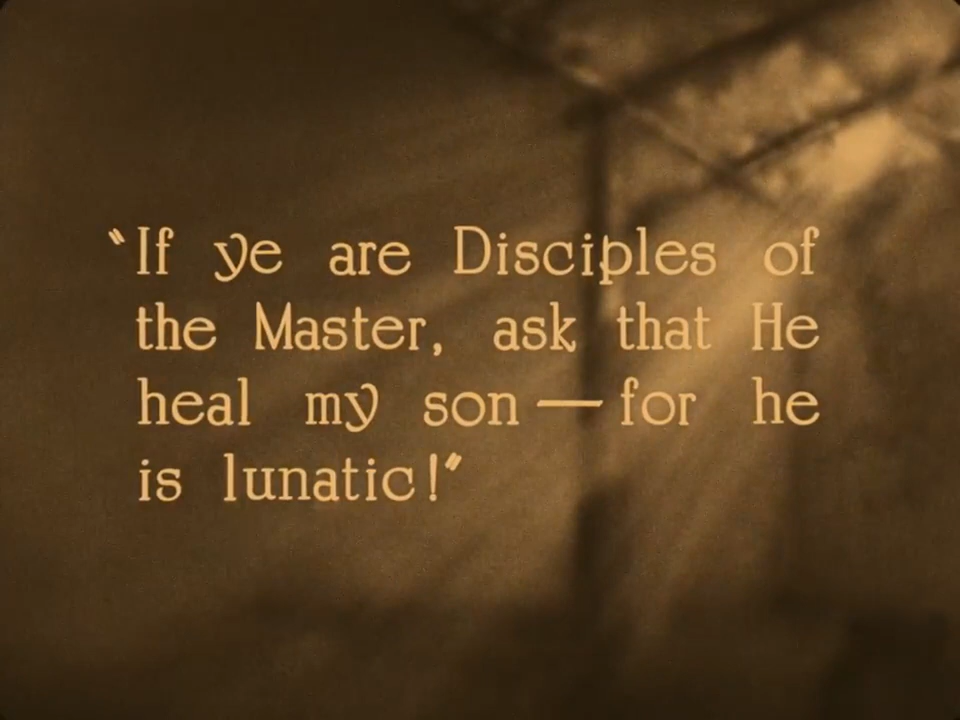 “If ye are Disciples of
the Master, ask that He
heal my son — for he
is lunatic!”